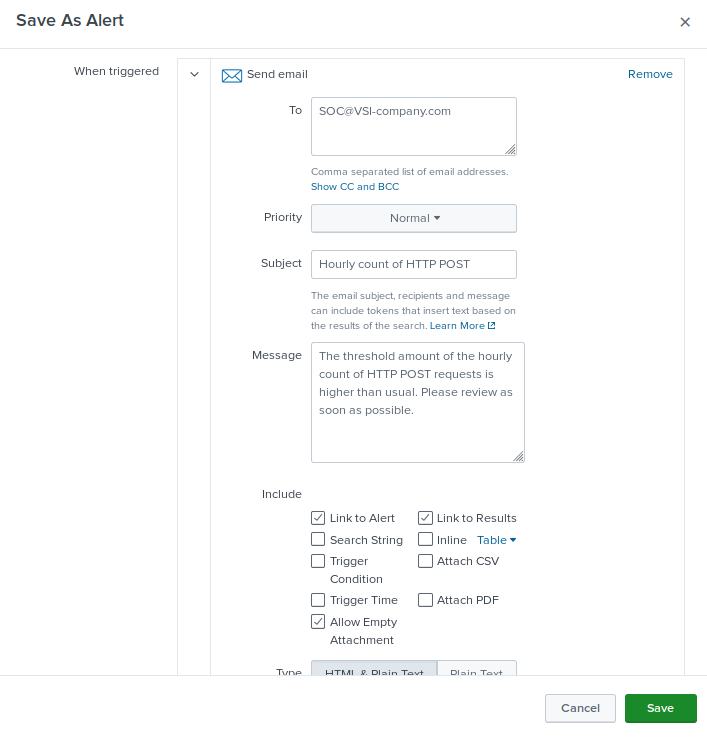 Save As Alert
When triggered
Send email
Remove
To
SOC@VSI-company.com
Comma separated list of email addresses.
Show CC and BCC
Priority
Normal
Subject
Hourly count of HTTP POST
The email subject, recipients and message
can include tokens that insert text based on
the results of the search. Learn More
Message
The threshold amount of the hourly
count of HTTP POST requests is
higher than usual. Please review as
soon as possible.
Include
Link to Alert
Link to Results
Search String
Inline Table
Trigger
Condition
Attach CSV
Trigger Time
Attach PDF
Allow Empty
Attachment
Type
HTML & Plain Text
Plain Text
Cancel
Save